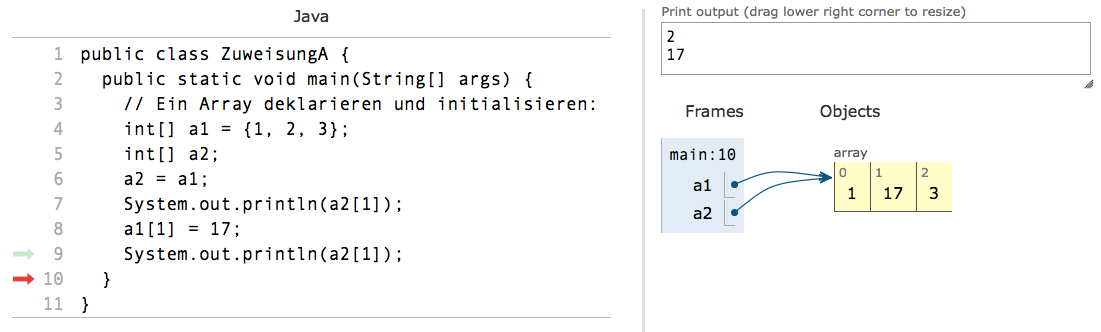 Java
1 public class ZuweisungA {
2 public static void main(String[] args) {
3 // Ein Array deklarieren und initialisieren:
4 int[] a1 = {1, 2, 3};
5 int[] a2;
6 a2 = a1;
7 System.out.println(a2[1]);
8 a1[1] = 17;
9 System.out.println(a2[1]);
10 }
11 }
Print output (drag lower right corner to resize)
2
17
Frames Objects
main:10
a1
a2
array
0 1 2
1 17 3